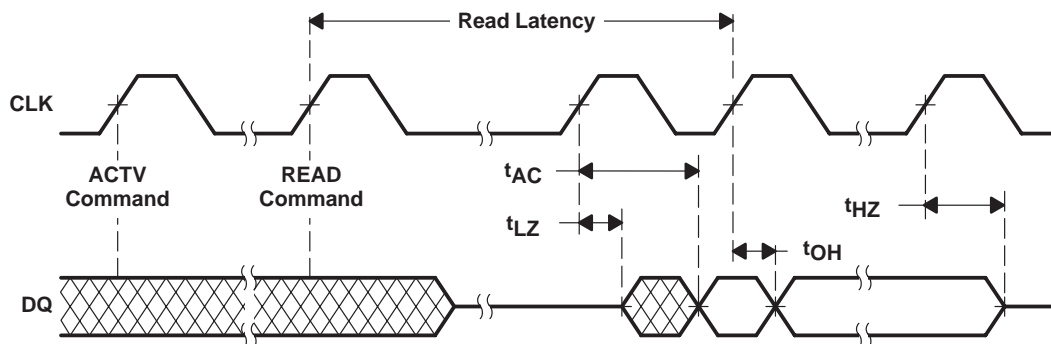 Read Latency
CLK
ACTV
Command
READ
Command
tAC
tLZ
tHZ
tOH
DQ